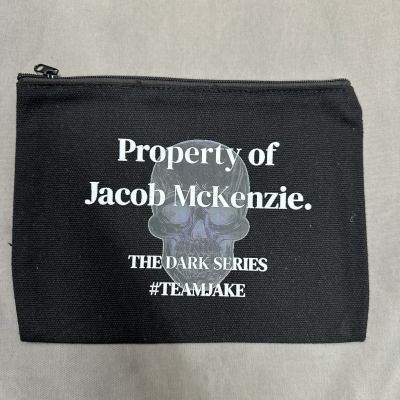 Property of
Jacob McKenzie.
THE DARK SERIES
#TEAMJAKE